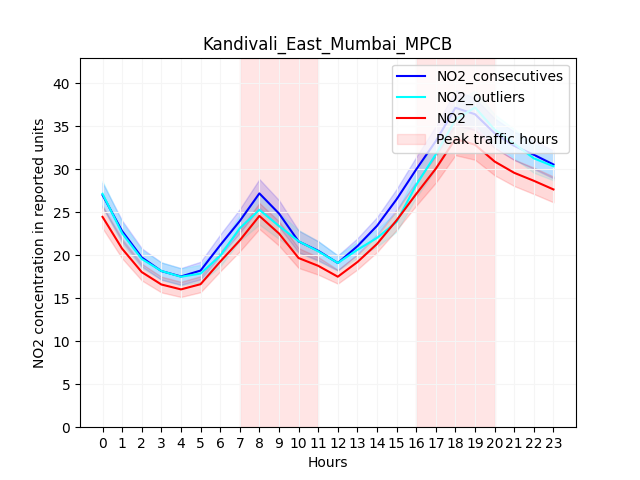 Kandivali_East_Mumbai_MPCB
NO2 concentration in reported units
40
35
30
25
20
15
10
5
0
NO2_consecutives
NO2_outliers
NO2
Peak traffic hours
0 1 2 3 4 5 6 7 8 9 10 11 12 13 14 15 16 17 18 19 20 21 22 23
Hours